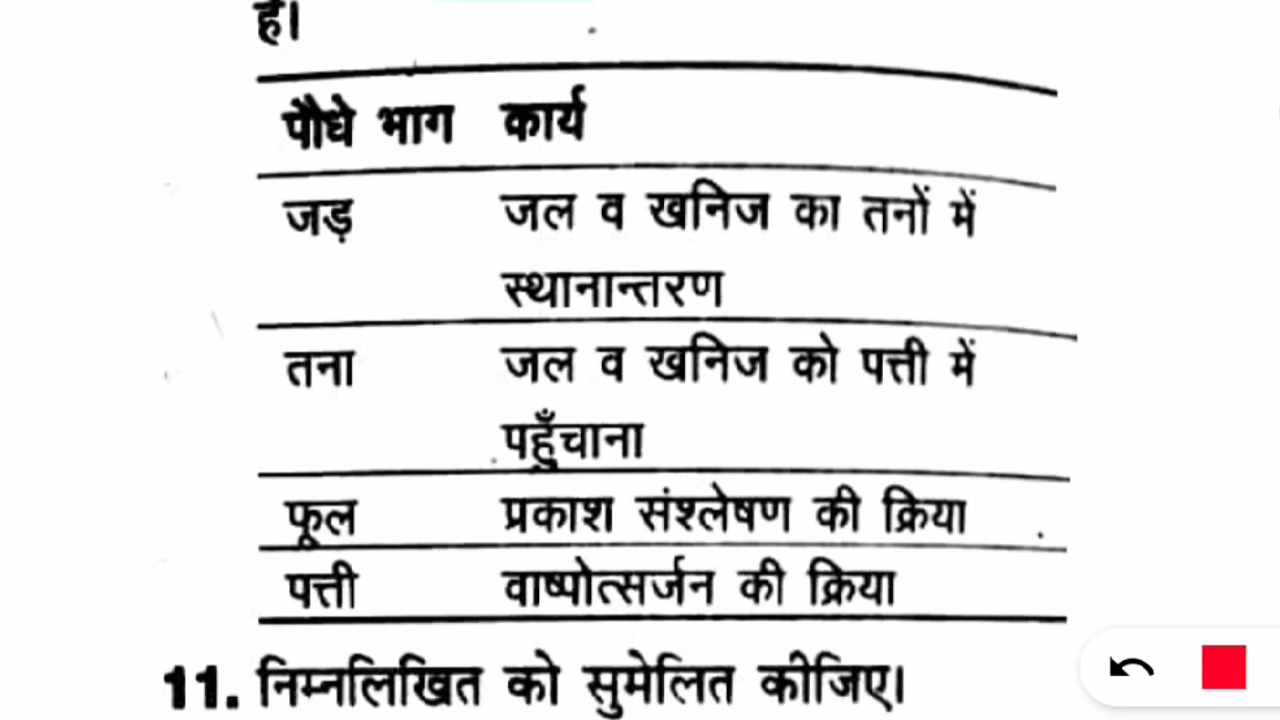 है।
पौधे भाग कार्य
जड़ जल व खनिज का तनों में
स्थानान्तरण
तना जल व खनिज को पत्ती में
पहुँचाना
फूल प्रकाश संश्लेषण की क्रिया
पत्ती वाष्पोत्सर्जन की क्रिया
11. निम्नलिखित को सुमेलित कीजिए।